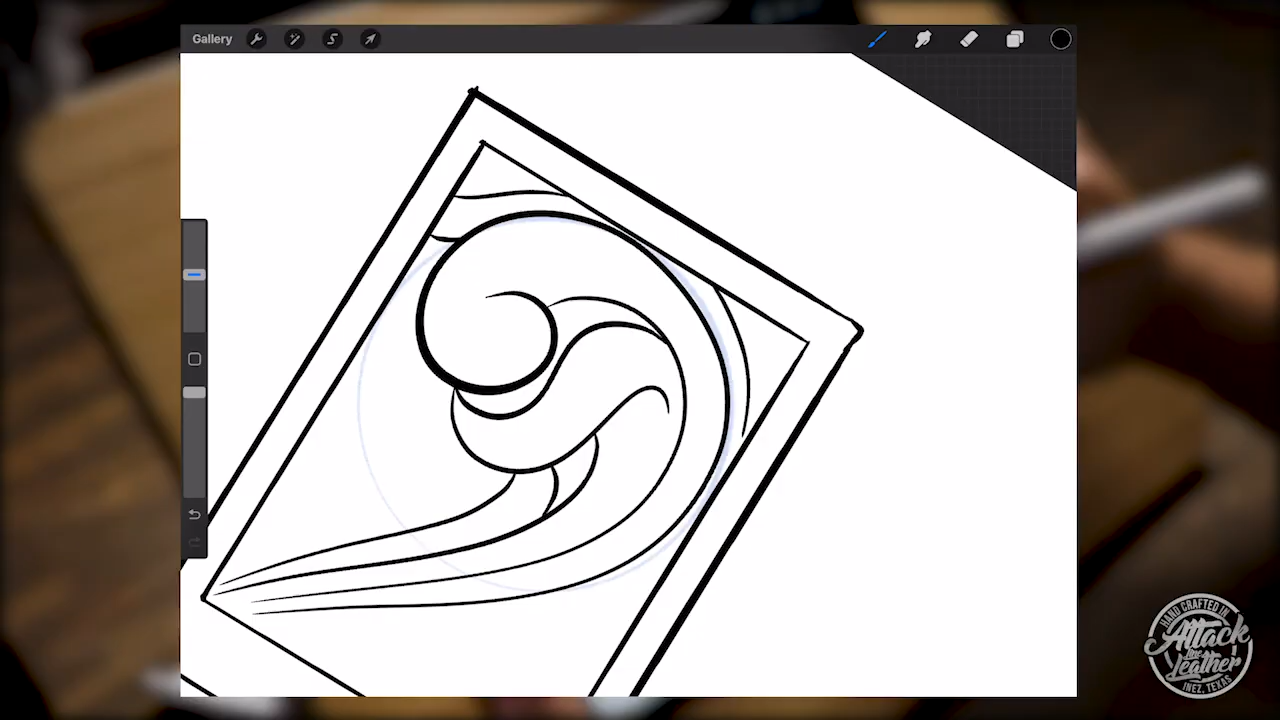 Gallery
HAND CRAFTED IN
Attack
the
Leather
INEZ, TEXAS